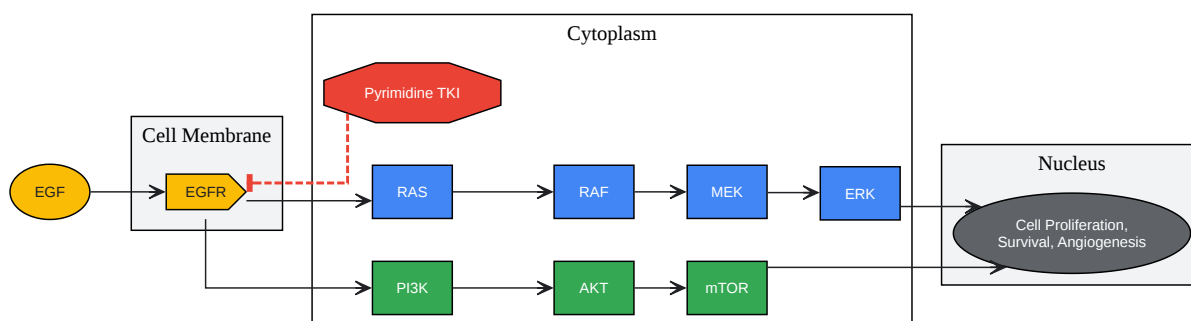 Cytoplasm
Pyrimidine TKI
Cell Membrane
EGF
EGFR
RAS
RAF
MEK
ERK
Nucleus
Cell Proliferation,
Survival, Angiogenesis
PI3K
AKT
mTOR